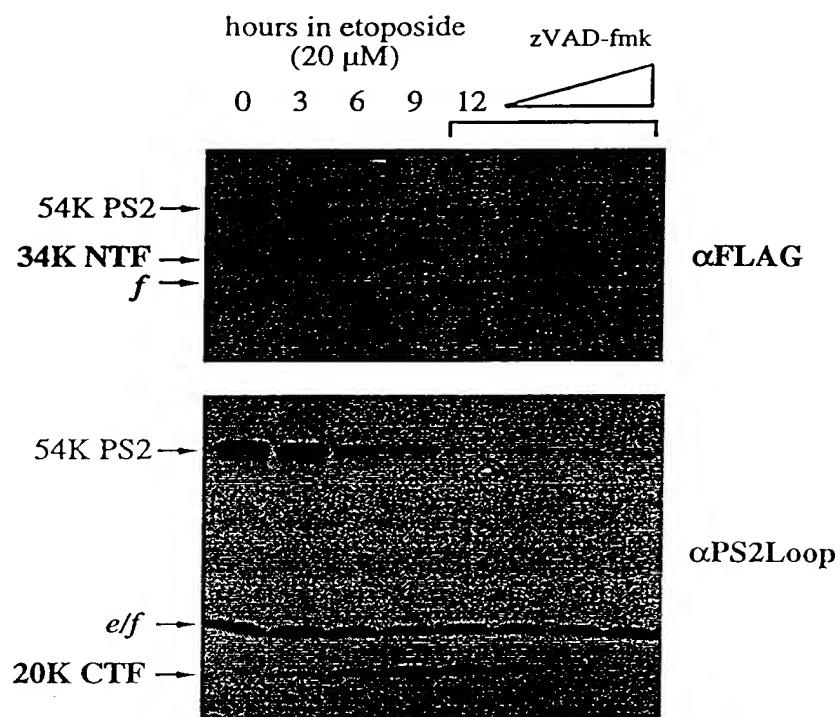 hours in etoposide
(20 µM)
zVAD-fmk
0 3 6 9 12
54K PS2
34K NTF
f
αFLAG
54K PS2
αPS2Loop
e/f
20K CTF